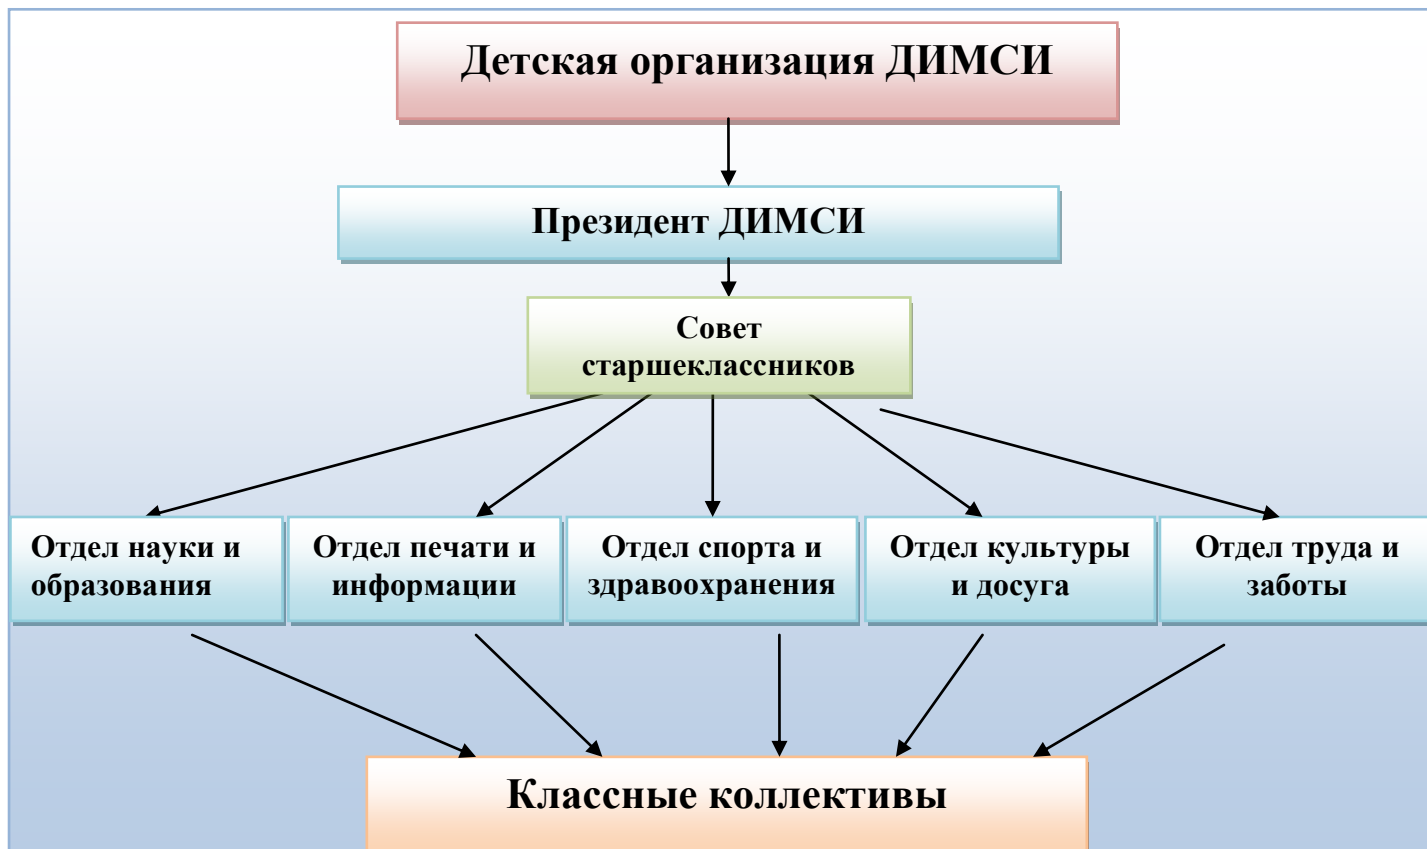 Детская организация ДИМСИ
Президент ДИМСИ
Совет
старшеклассников
Отдел науки и
образования
Отдел печати и
информации
Отдел спорта и
здравоохранения
Отдел культуры
и досуга
Отдел труда и
заботы
Классные коллективы